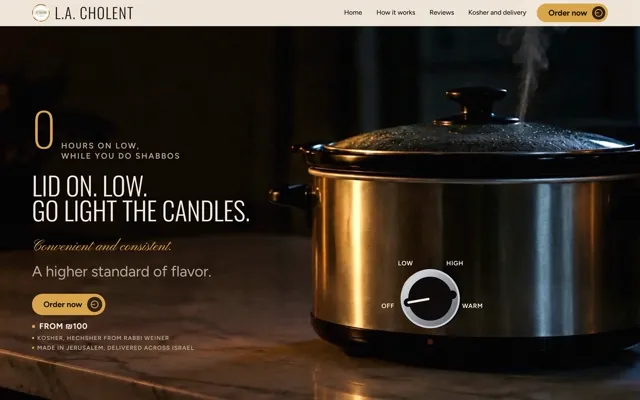 L.A. CHOLENT
Home
How it works
Reviews
Kosher and delivery
Order now
0
HOURS ON LOW,
WHILE YOU DO SHABBOS
LID ON. LOW.
GO LIGHT THE CANDLES.
Convenient and consistent.
A higher standard of flavor.
Order now
FROM ₪100
KOSHER, HECHSHER FROM RABBI WEINER
MADE IN JERUSALEM, DELIVERED ACROSS ISRAEL
LOW
HIGH
OFF
WARM